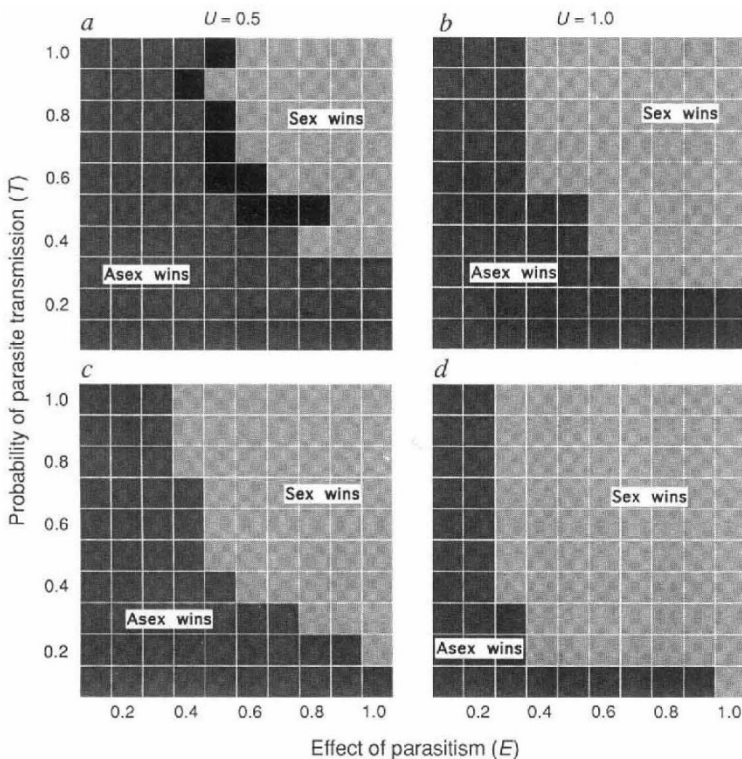 U = 0.5
U = 1.0
a
b
1.0
0.8
0.6
0.4
0.2
Sex wins
Asex wins
Sex wins
Asex wins
c
d
1.0
0.8
0.6
0.4
0.2
Sex wins
Asex wins
Sex wins
Asex wins
0.2 0.4 0.6 0.8 1.0
0.2 0.4 0.6 0.8 1.0
Probability of parasite transmission (T)
Effect of parasitism (E)